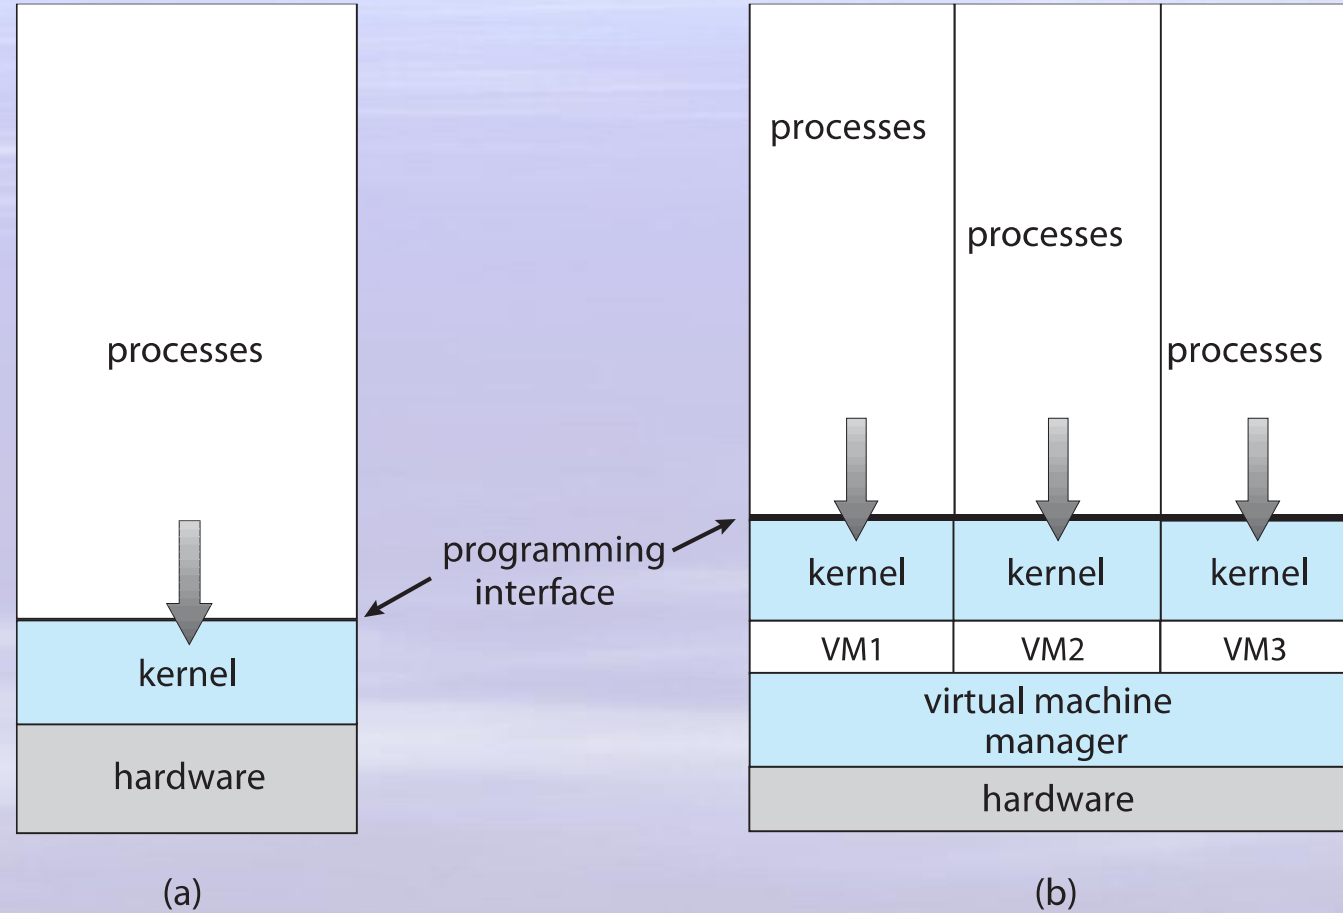 processes
kernel
hardware
(a)
programming
interface
processes
processes
processes
kernel
kernel
kernel
VM1
VM2
VM3
virtual machine
manager
hardware
(b)